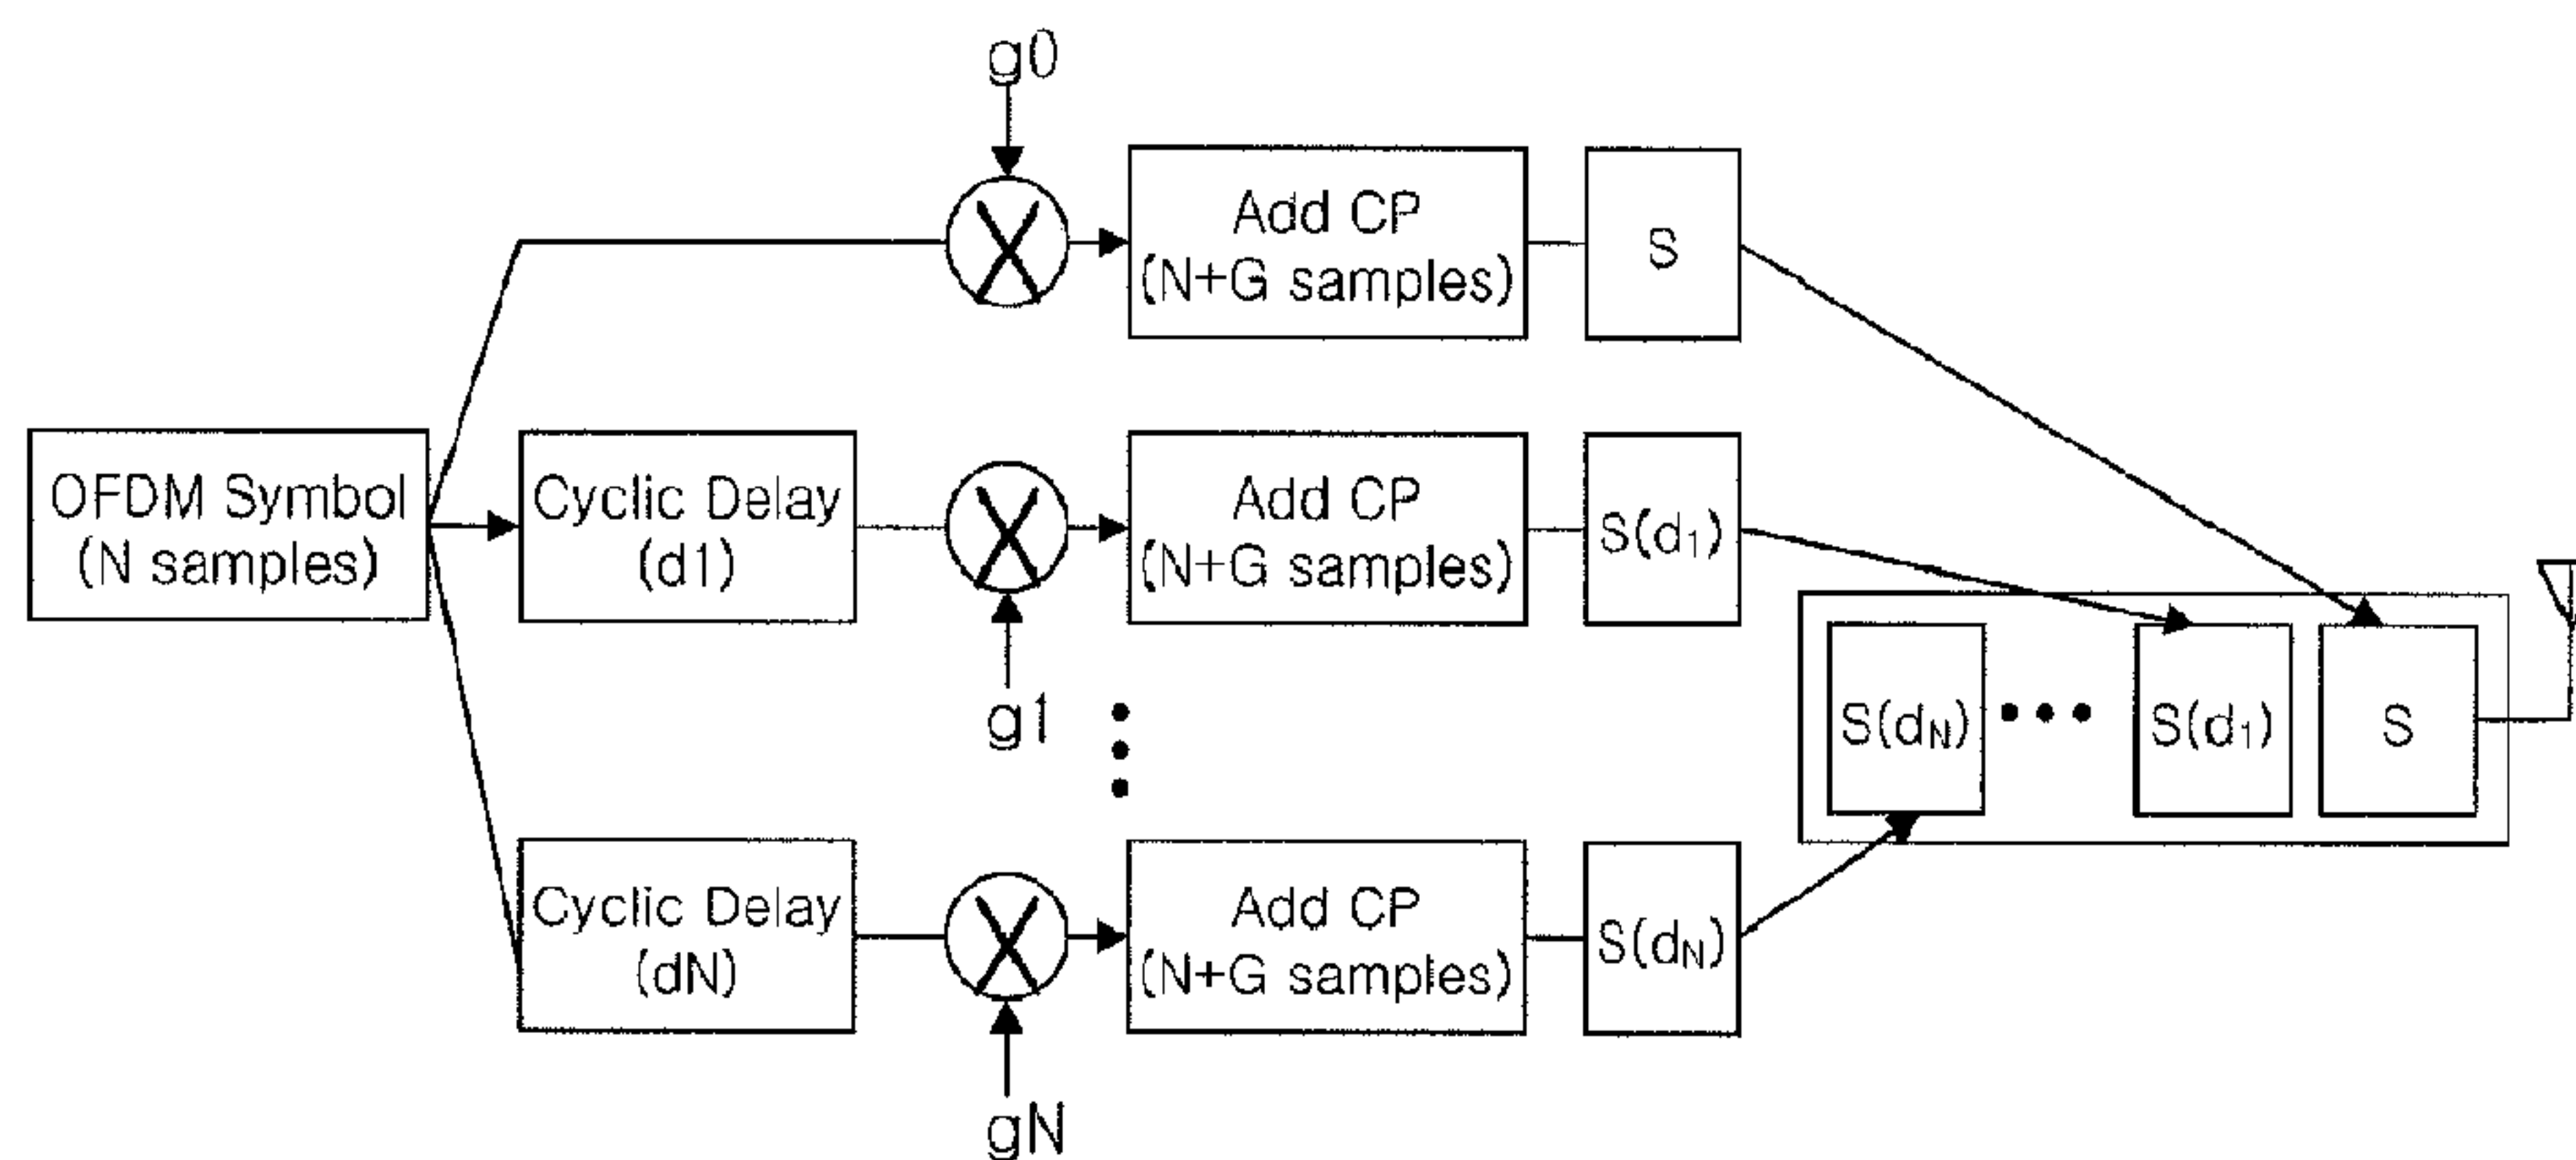 g0
Add CP
(N+G samples)
S
OFDM Symbol
(N samples)
Cyclic Delay
(d1)
g1
Add CP
(N+G samples)
S(d₁)
Cyclic Delay
(dN)
gN
Add CP
(N+G samples)
S(dN)
S(dN)
S(d₁)
S